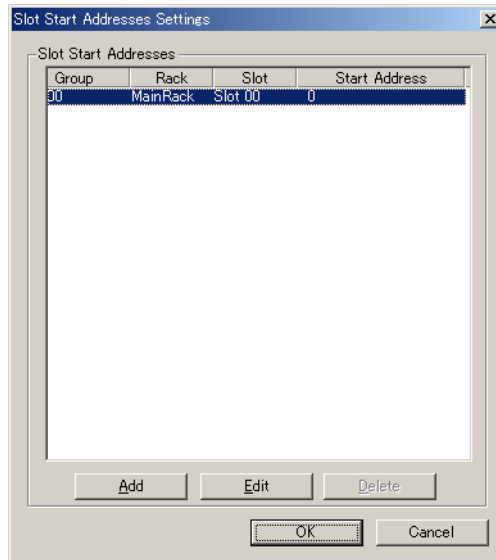 Slot Start Addresses Settings
Slot Start Addresses
Group Rack Slot Start Address
00 MainRack Slot 00 0
Add Edit Delete
OK Cancel